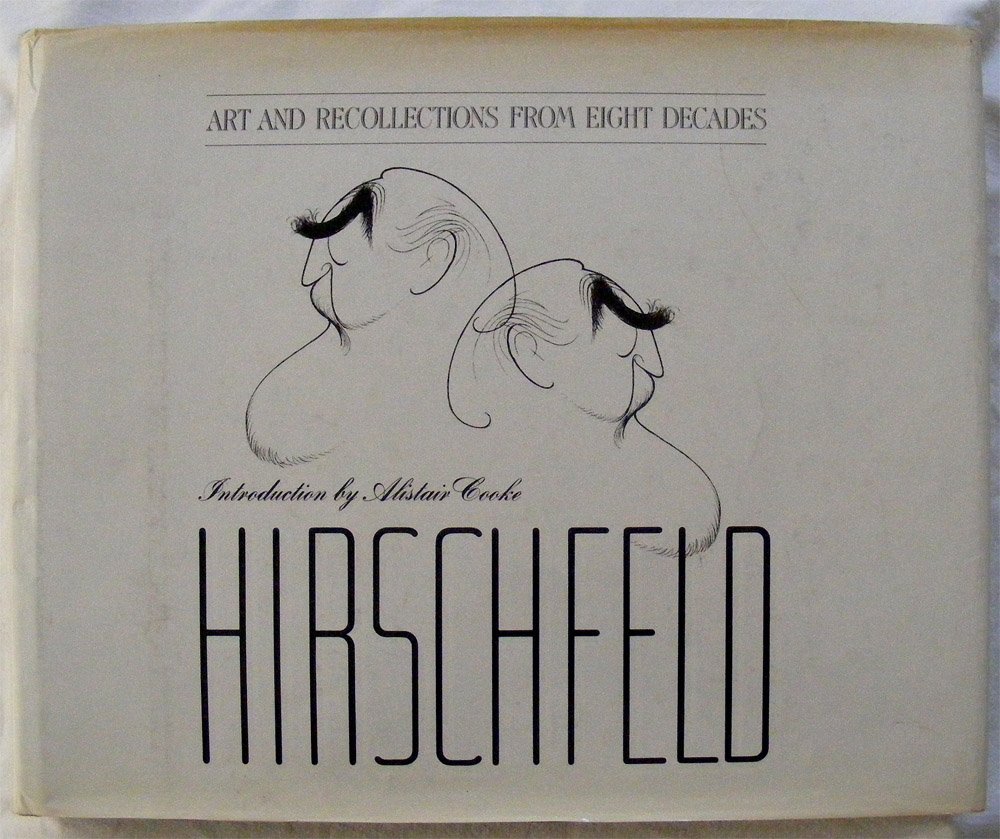 ART AND RECOLLECTIONS FROM EIGHT DECADES
Introduction by Alistair Cooke
HIRSCHFELD